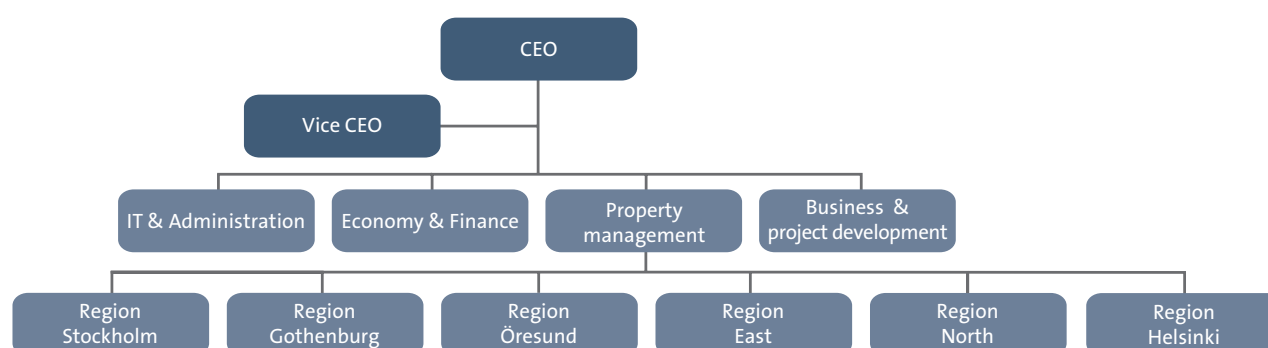 CEO
Vice CEO
IT & Administration
Economy & Finance
Property
management
Business &
project development
Region
Stockholm
Region
Gothenburg
Region
Öresund
Region
East
Region
North
Region
Helsinki